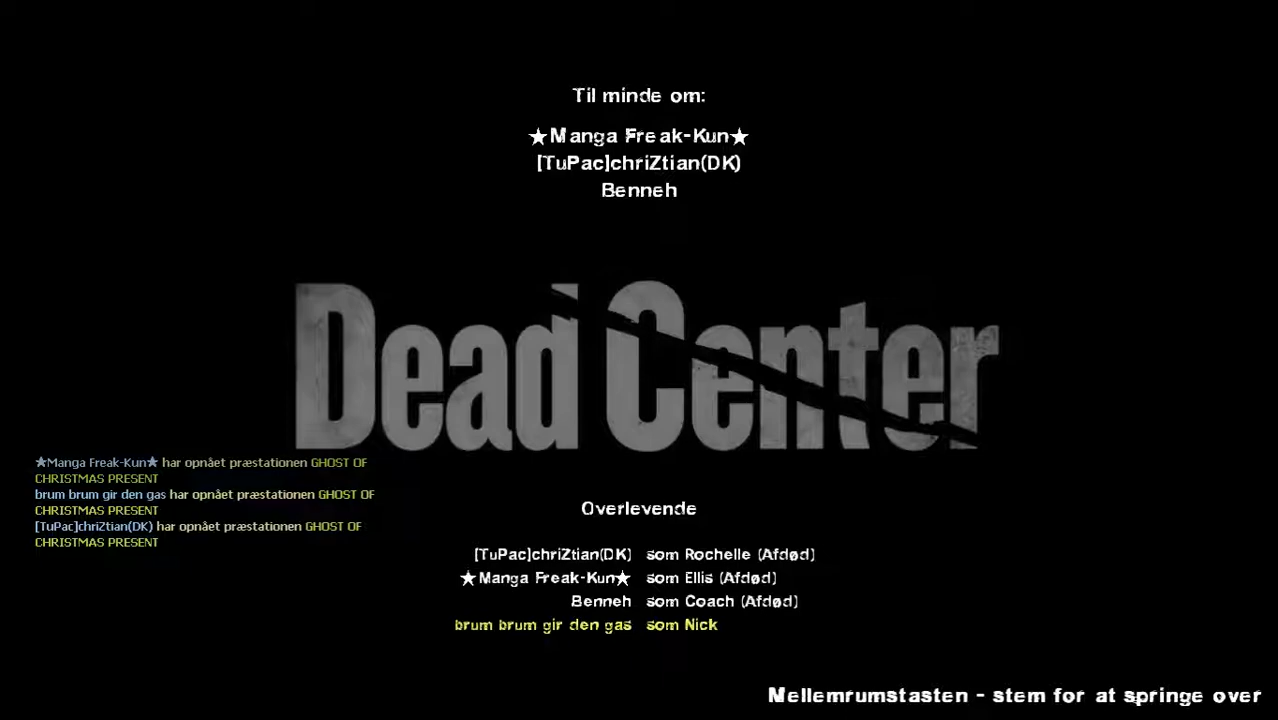 Til minde om:
★Manga Freak-Kun★
[TuPac]chriZtian(DK)
Benneh
Dead Center
★Manga Freak-Kun★ har opnået præstationen GHOST OF
CHRISTMAS PRESENT
brum brum gir den gas har opnået præstationen GHOST OF
CHRISTMAS PRESENT
[TuPac]chriZtian(DK) har opnået præstationen GHOST OF
CHRISTMAS PRESENT
Overlevende
[TuPac]chriZtian(DK) som Rochelle (Afdød)
★Manga Freak-Kun★ som Ellis (Afdød)
Benneh som Coach (Afdød)
brum brum gir den gas som Nick
Mellemrumstasten - stem for at springe over